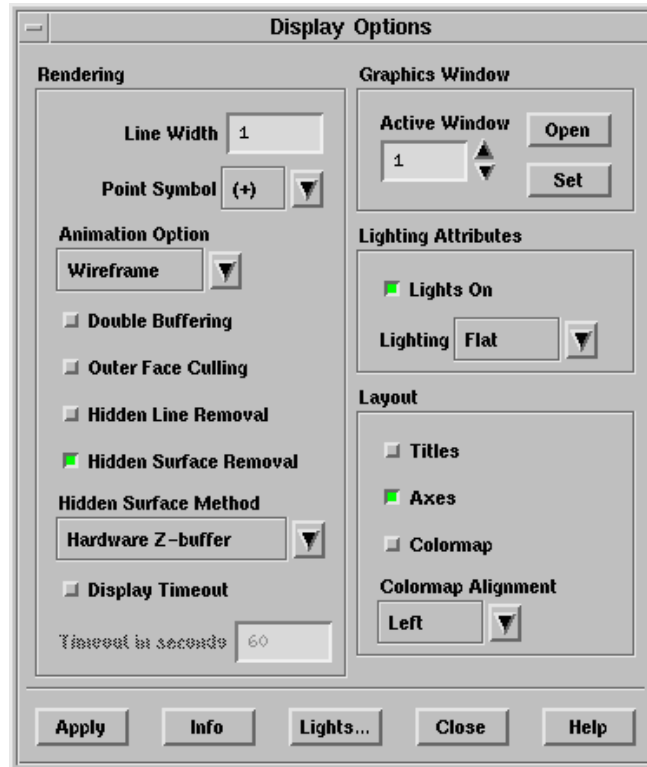 Display Options
Rendering
Line Width 1
Point Symbol (+)
Animation Option
Wireframe
Double Buffering
Outer Face Culling
Hidden Line Removal
Hidden Surface Removal
Hidden Surface Method
Hardware Z-buffer
Display Timeout
Timeout in seconds 60
Graphics Window
Active Window
1
Open
Set
Lighting Attributes
Lights On
Lighting Flat
Layout
Titles
Axes
Colormap
Colormap Alignment
Left
Apply Info Lights... Close Help